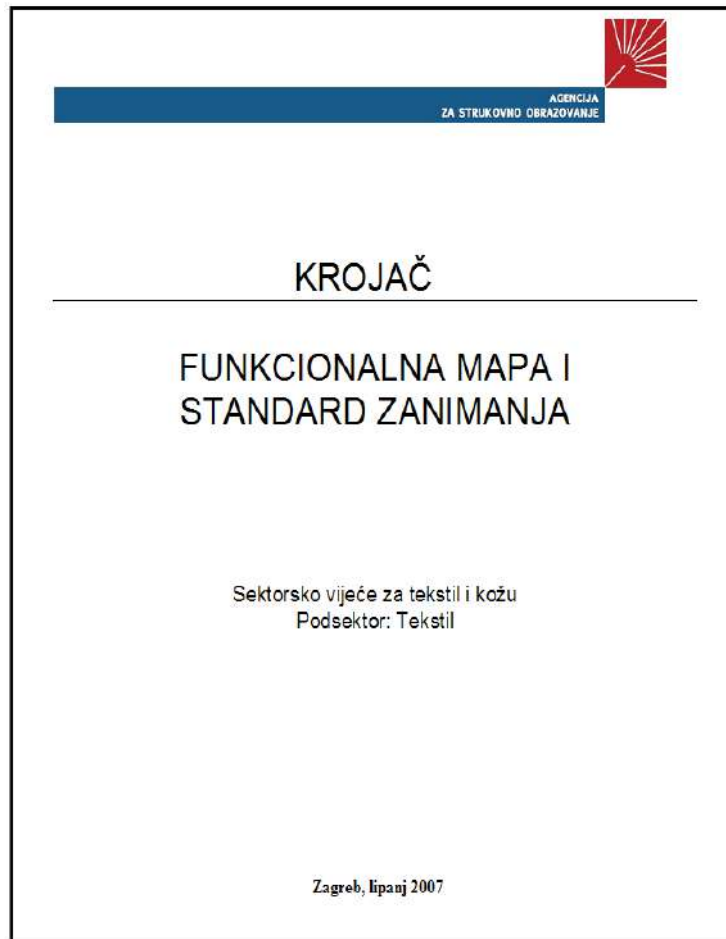 AGENCIJA
ZA STRUKOVNO OBRAZOVANJE
KROJAČ
FUNKCIONALNA MAPA I
STANDARD ZANIMANJA
Sektorsko vijeće za tekstil i kožu
Podsektor: Tekstil
Zagreb, lipanj 2007